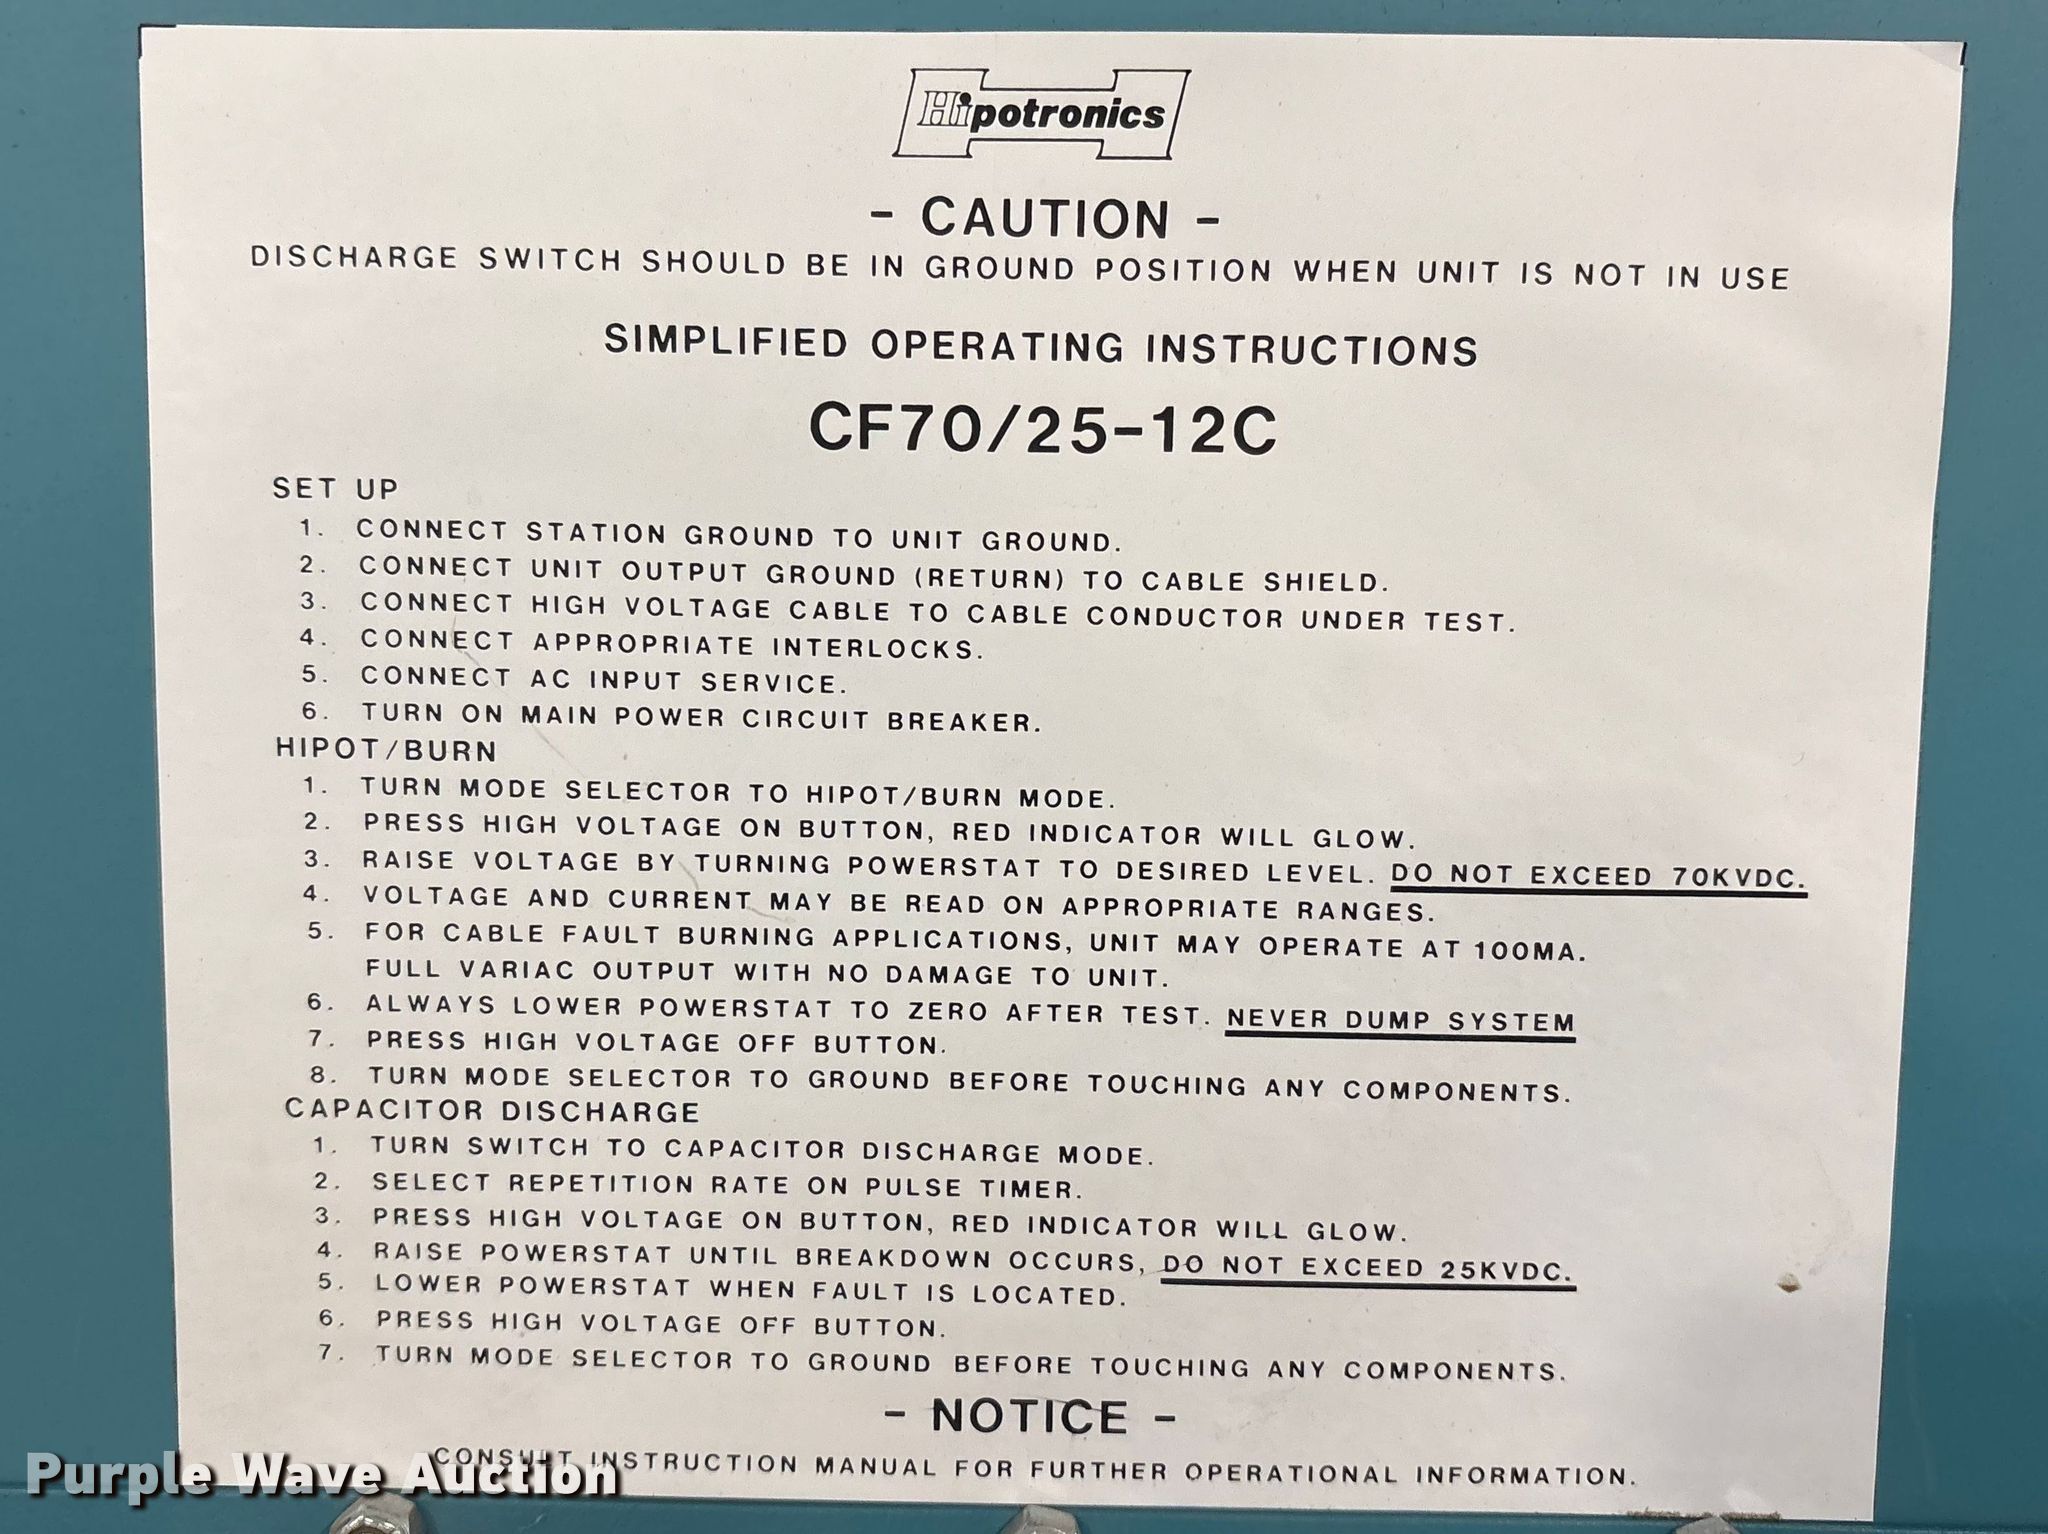 Hipotronics
- CAUTION -
DISCHARGE SWITCH SHOULD BE IN GROUND POSITION WHEN UNIT IS NOT IN USE
SIMPLIFIED OPERATING INSTRUCTIONS
CF70/25-12C
SET UP
1. CONNECT STATION GROUND TO UNIT GROUND.
2. CONNECT UNIT OUTPUT GROUND (RETURN) TO CABLE SHIELD.
3. CONNECT HIGH VOLTAGE CABLE TO CABLE CONDUCTOR UNDER TEST.
4. CONNECT APPROPRIATE INTERLOCKS.
5. CONNECT AC INPUT SERVICE.
6. TURN ON MAIN POWER CIRCUIT BREAKER.
HIPOT/BURN
1. TURN MODE SELECTOR TO HIPOT/BURN MODE.
2. PRESS HIGH VOLTAGE ON BUTTON, RED INDICATOR WILL GLOW.
3. RAISE VOLTAGE BY TURNING POWERSTAT TO DESIRED LEVEL. DO NOT EXCEED 70KVDC.
4. VOLTAGE AND CURRENT MAY BE READ ON APPROPRIATE RANGES.
5. FOR CABLE FAULT BURNING APPLICATIONS, UNIT MAY OPERATE AT 100MA.
FULL VARIAC OUTPUT WITH NO DAMAGE TO UNIT.
6. ALWAYS LOWER POWERSTAT TO ZERO AFTER TEST. NEVER DUMP SYSTEM
7. PRESS HIGH VOLTAGE OFF BUTTON.
8. TURN MODE SELECTOR TO GROUND BEFORE TOUCHING ANY COMPONENTS.
CAPACITOR DISCHARGE
1. TURN SWITCH TO CAPACITOR DISCHARGE MODE.
2. SELECT REPETITION RATE ON PULSE TIMER.
3. PRESS HIGH VOLTAGE ON BUTTON, RED INDICATOR WILL GLOW.
4. RAISE POWERSTAT UNTIL BREAKDOWN OCCURS, DO NOT EXCEED 25KVDC.
5. LOWER POWERSTAT WHEN FAULT IS LOCATED.
6. PRESS HIGH VOLTAGE OFF BUTTON.
7. TURN MODE SELECTOR TO GROUND BEFORE TOUCHING ANY COMPONENTS.
- NOTICE -
CONSULT INSTRUCTION MANUAL FOR FURTHER OPERATIONAL INFORMATION.
Purple Wave Auction